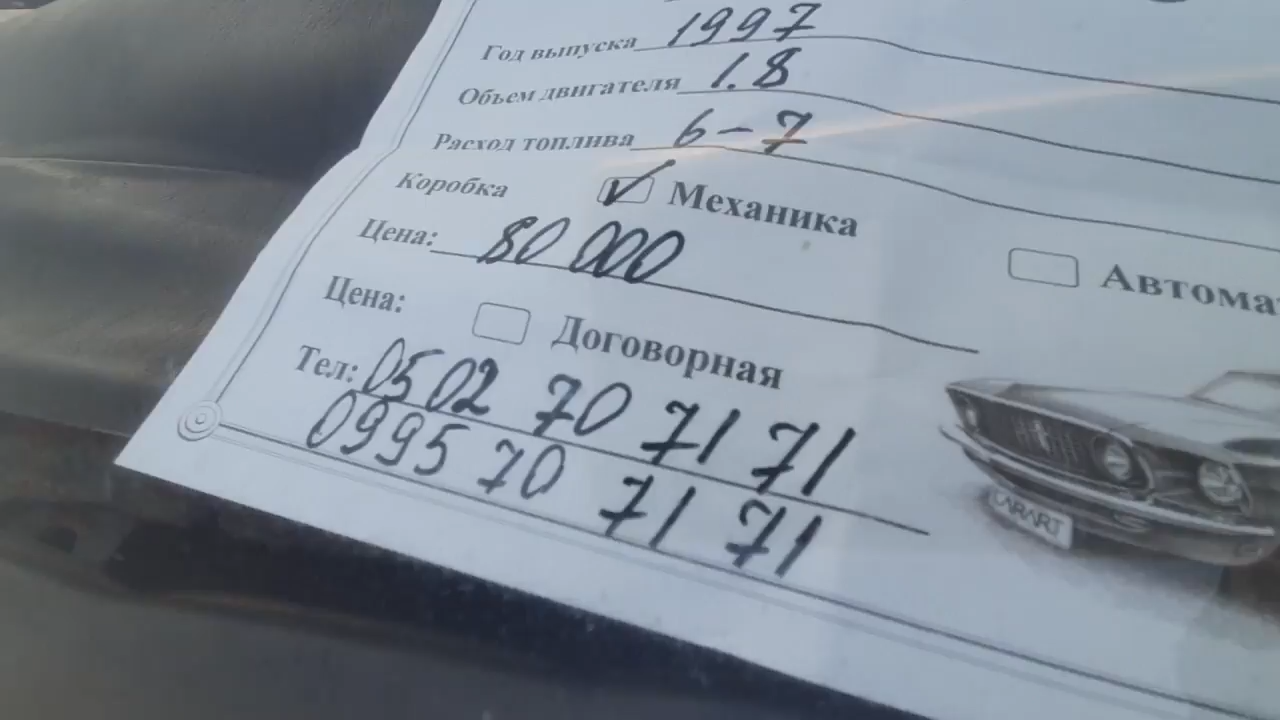 Год выпуска 1997
Объем двигателя 1.8
Расход топлива 6-7
Коробка ✓ Механика
Цена: 80 000
Цена: Договорная
Тел: 0502 70 71 71
0995 70 71 71
CARART